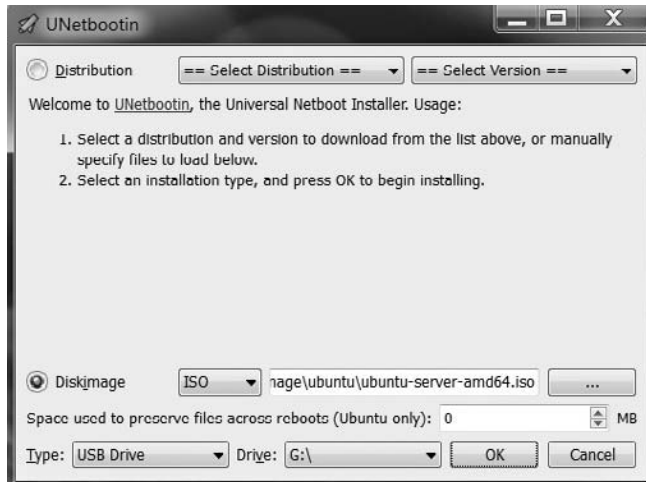 UNetbootin
Distribution == Select Distribution == == Select Version ==
Welcome to UNetbootin, the Universal Netboot Installer. Usage:
1. Select a distribution and version to download from the list above, or manually
specify files to load below.
2. Select an installation type, and press OK to begin installing.
Diskimage ISO nage\ubuntu\ubuntu-server-amd64.iso ...
Space used to preserve files across reboots (Ubuntu only): 0 MB
Type: USB Drive Drive: G:\ OK Cancel